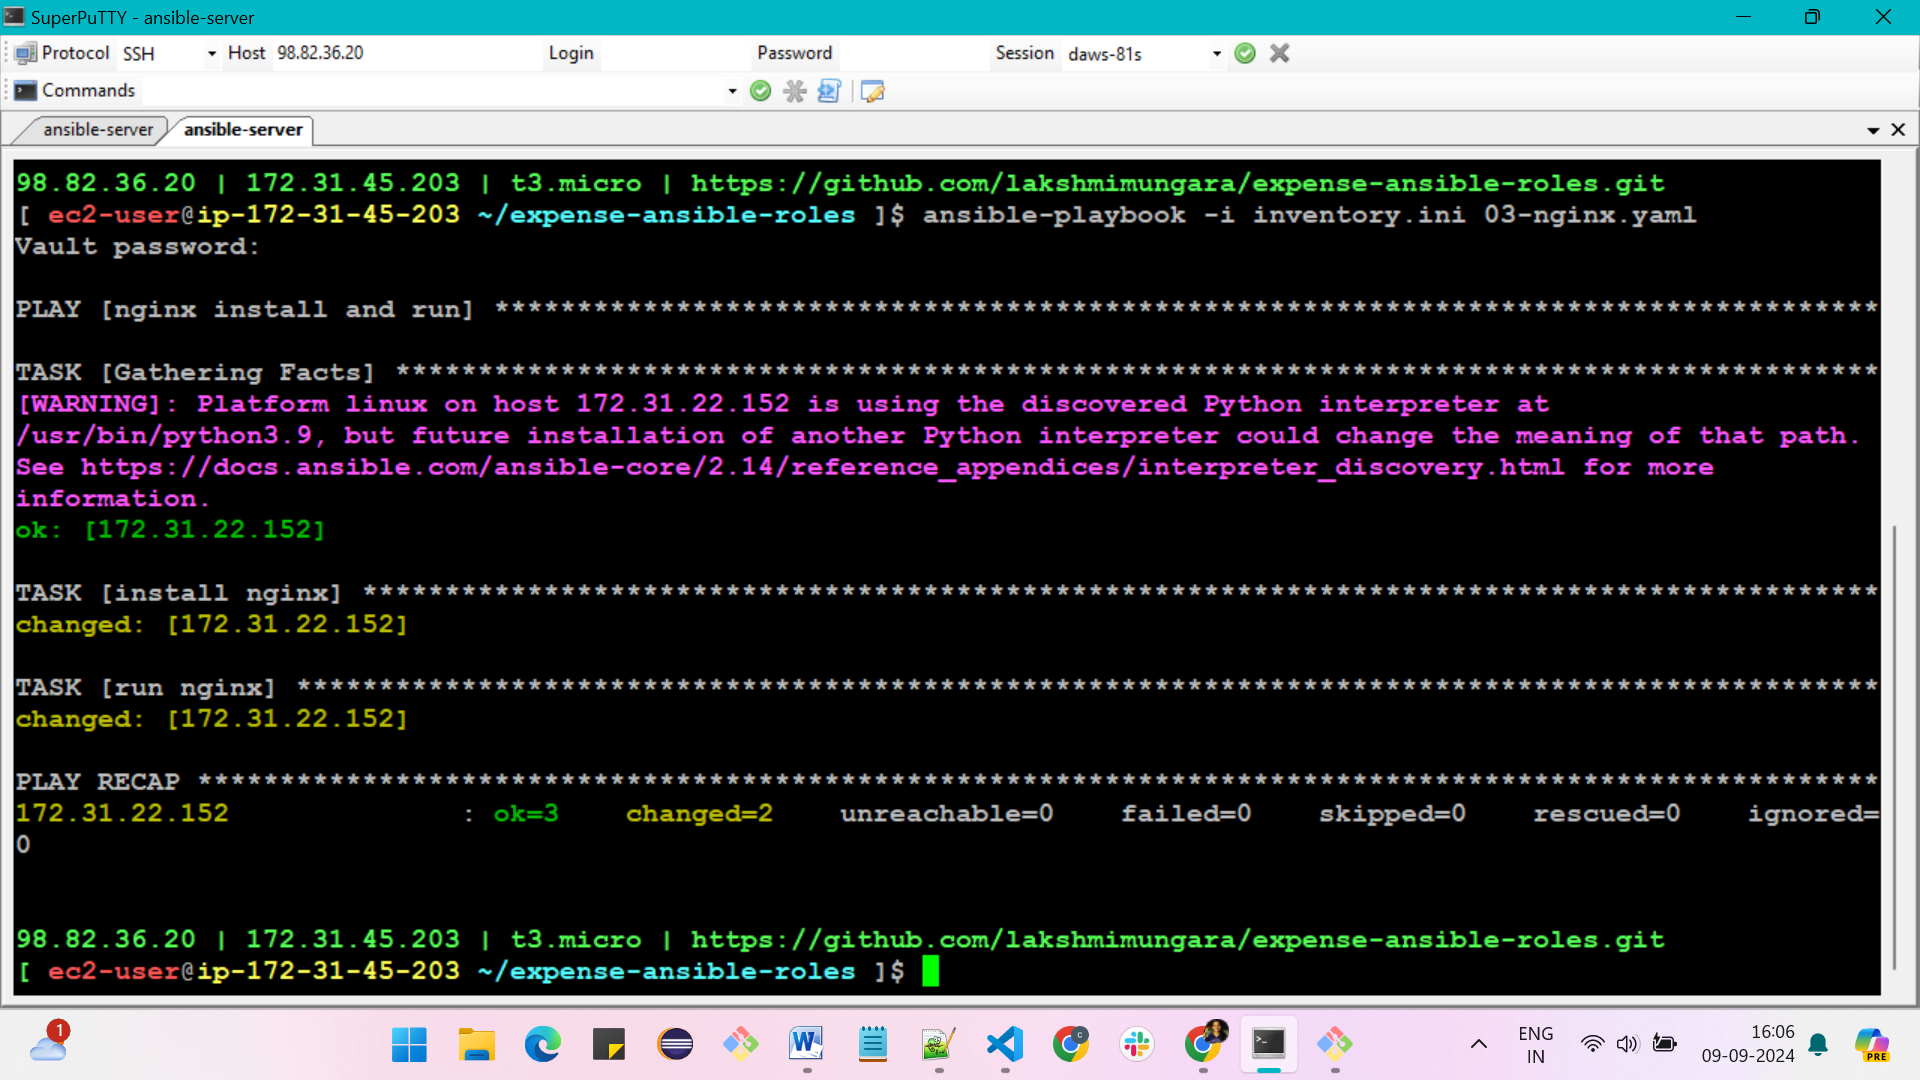 SuperPuTTY - ansible-server
Protocol SSH Host 98.82.36.20 Login Password Session daws-81s
Commands
ansible-server ansible-server
98.82.36.20 | 172.31.45.203 | t3.micro | https://github.com/lakshmimungara/expense-ansible-roles.git
[ ec2-user@ip-172-31-45-203 ~/expense-ansible-roles ]$ ansible-playbook -i inventory.ini 03-nginx.yaml
Vault password:
PLAY [nginx install and run] ************************************************************************************
TASK [Gathering Facts] ******************************************************************************************
[WARNING]: Platform linux on host 172.31.22.152 is using the discovered Python interpreter at
/usr/bin/python3.9, but future installation of another Python interpreter could change the meaning of that path.
See https://docs.ansible.com/ansible-core/2.14/reference_appendices/interpreter_discovery.html for more
information.
ok: [172.31.22.152]
TASK [install nginx] ********************************************************************************************
changed: [172.31.22.152]
TASK [run nginx] ************************************************************************************************
changed: [172.31.22.152]
PLAY RECAP ******************************************************************************************************
172.31.22.152 : ok=3 changed=2 unreachable=0 failed=0 skipped=0 rescued=0 ignored=
0
98.82.36.20 | 172.31.45.203 | t3.micro | https://github.com/lakshmimungara/expense-ansible-roles.git
[ ec2-user@ip-172-31-45-203 ~/expense-ansible-roles ]$
1
ENG
IN
16:06
09-09-2024
PRE